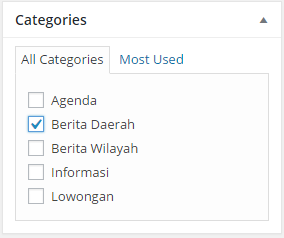 Categories
All Categories Most Used
Agenda
Berita Daerah
Berita Wilayah
Informasi
Lowongan